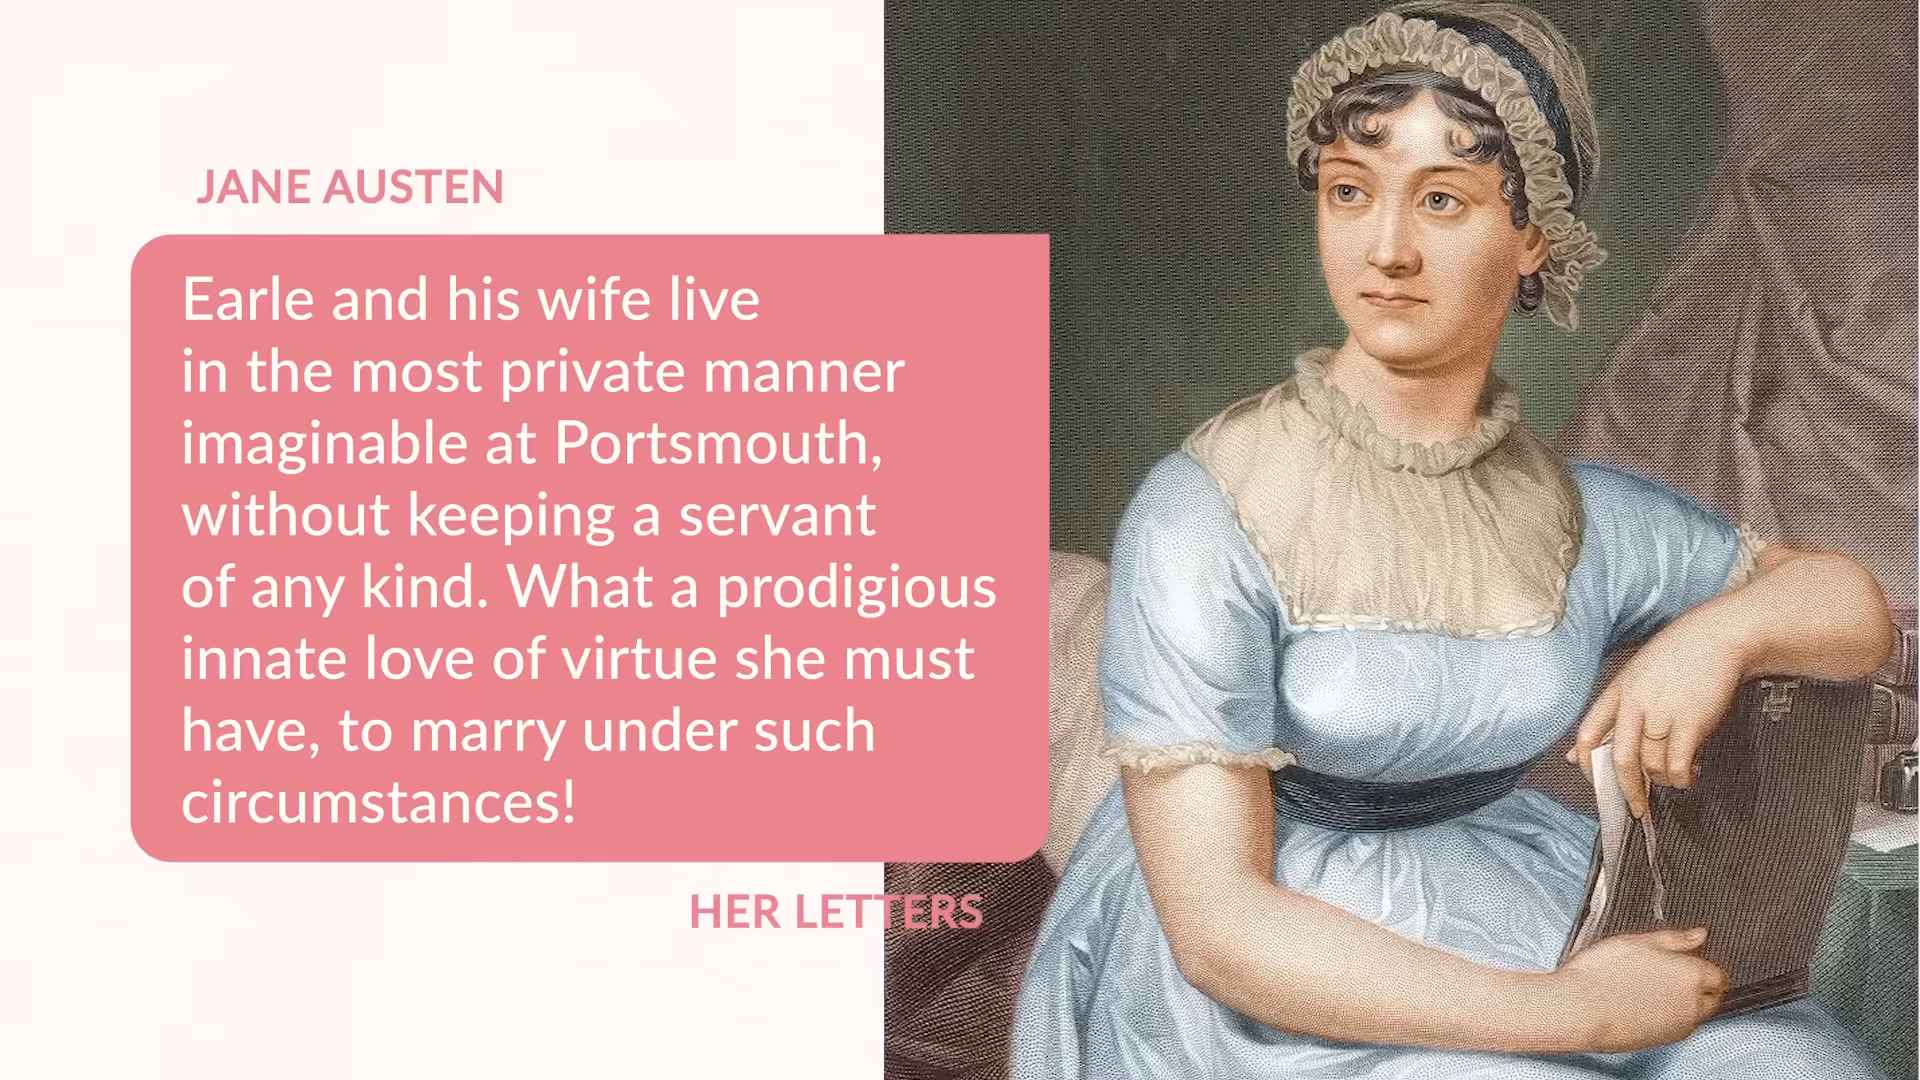 JANE AUSTEN
Earle and his wife live
in the most private manner
imaginable at Portsmouth,
without keeping a servant
of any kind. What a prodigious
innate love of virtue she must
have, to marry under such
circumstances!
HER LETTERS